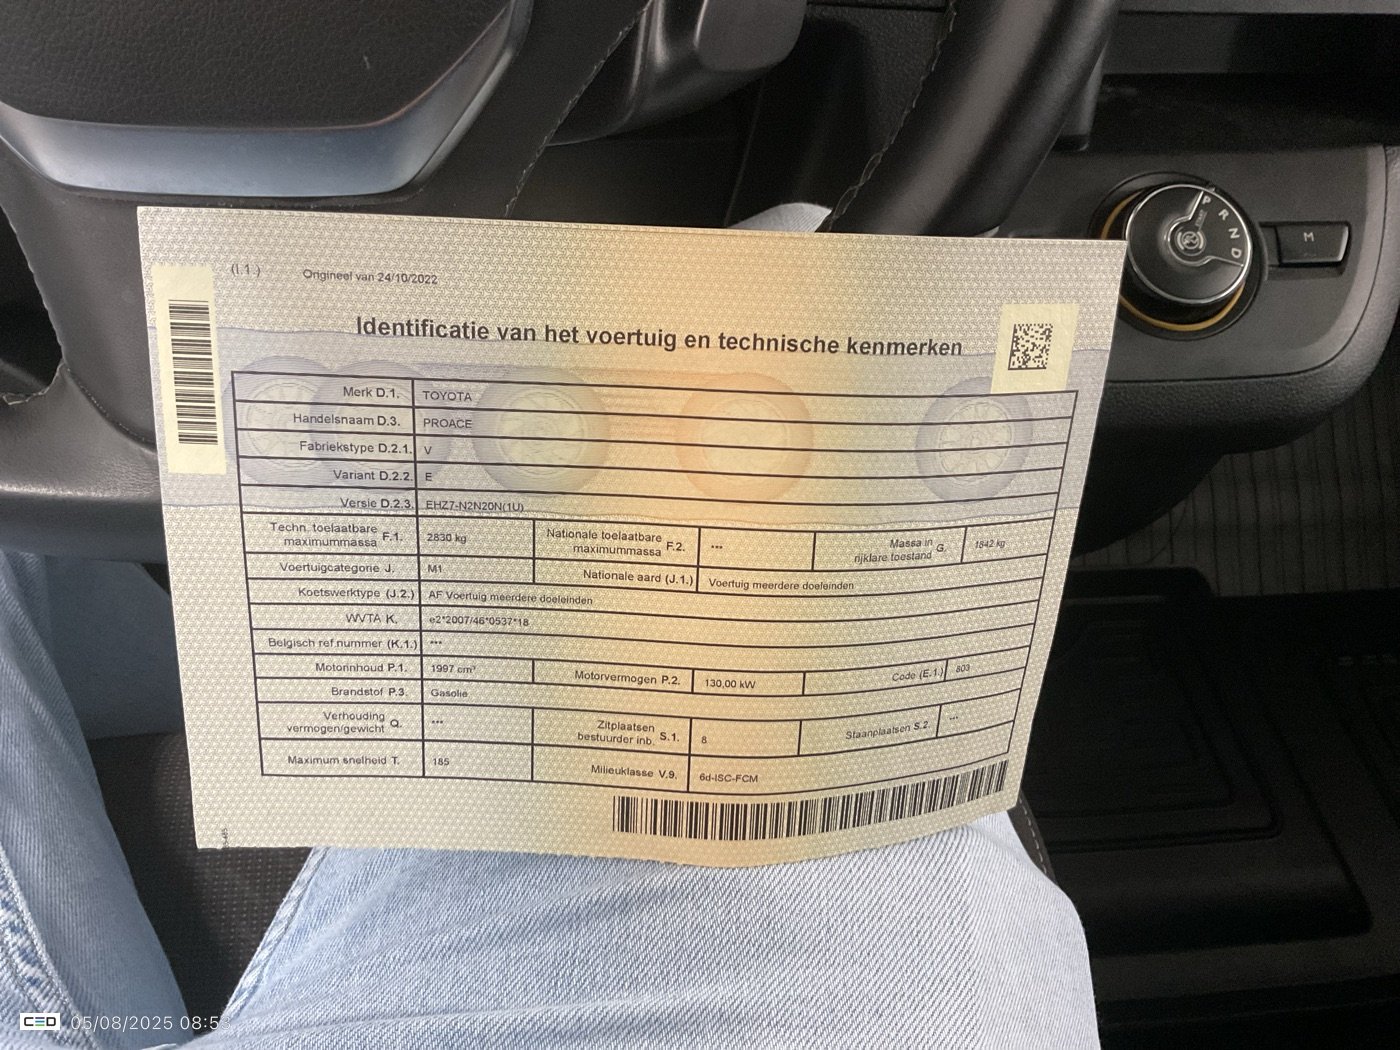 (I.1.) Origineel van 24/10/2022
Identificatie van het voertuig en technische kenmerken
Merk D.1. TOYOTA
Handelsnaam D.3. PROACE
Fabriekstype D.2.1. V
Variant D.2.2. E
Versie D.2.3. EHZ7-N2N20N(1U)
Techn. toelaatbare maximummassa F.1. 2830 kg Nationale toelaatbare maximummassa F.2. --- Massa in rijklare toestand G. 1842 kg
Voertuigcategorie J. M1 Nationale aard (J.1.) Voertuig meerdere doeleinden
Koetswerktype (J.2.) AF Voertuig meerdere doeleinden
WVTA K. e2*2007/46*0537*18
Belgisch ref.nummer (K.1.) ---
Motorinhoud P.1. 1997 cm³ Motorvermogen P.2. 130,00 kW Code (E.1.) 803
Brandstof P.3. Gasolie
Verhouding vermogen/gewicht Q. --- Zitplaatsen bestuurder inb. S.1. 8 Staanplaatsen S.2. ---
Maximum snelheid T. 185 Milieuklasse V.9. 6d-ISC-FCM
P R N D
M
CED 05/08/2025